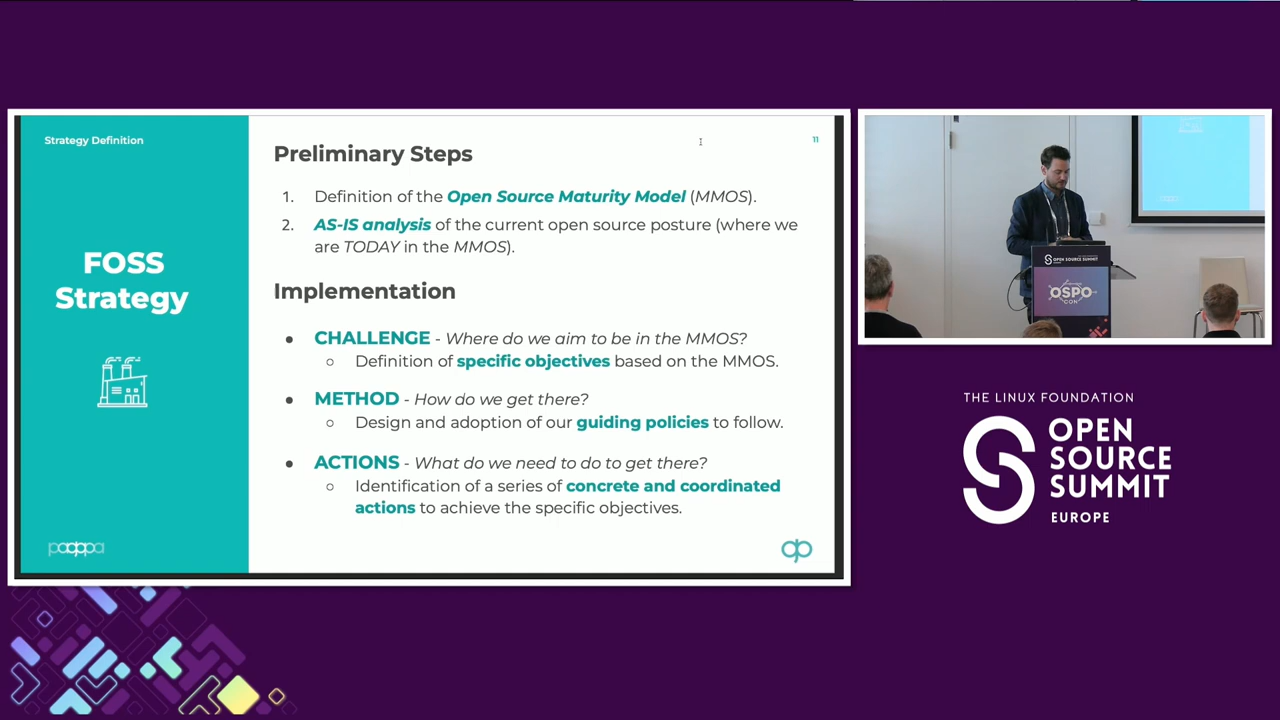 Strategy Definition
11
FOSS
Strategy
Preliminary Steps
1. Definition of the Open Source Maturity Model (MMOS).
2. AS-IS analysis of the current open source posture (where we
are TODAY in the MMOS).
Implementation
● CHALLENGE - Where do we aim to be in the MMOS?
○ Definition of specific objectives based on the MMOS.
● METHOD - How do we get there?
○ Design and adoption of our guiding policies to follow.
● ACTIONS - What do we need to do to get there?
○ Identification of a series of concrete and coordinated
actions to achieve the specific objectives.
OPEN SOURCE SUMMIT
OSPO
CON
THE LINUX FOUNDATION
OPEN
SOURCE
SUMMIT
EUROPE